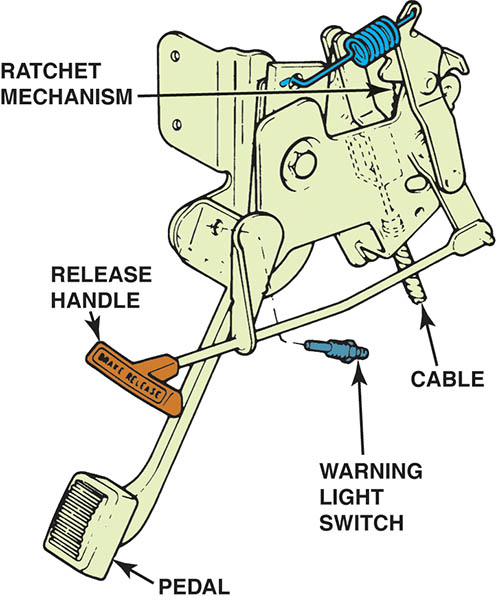 RATCHET
MECHANISM
RELEASE
HANDLE
BRAKE RELEASE
CABLE
WARNING
LIGHT
SWITCH
PEDAL